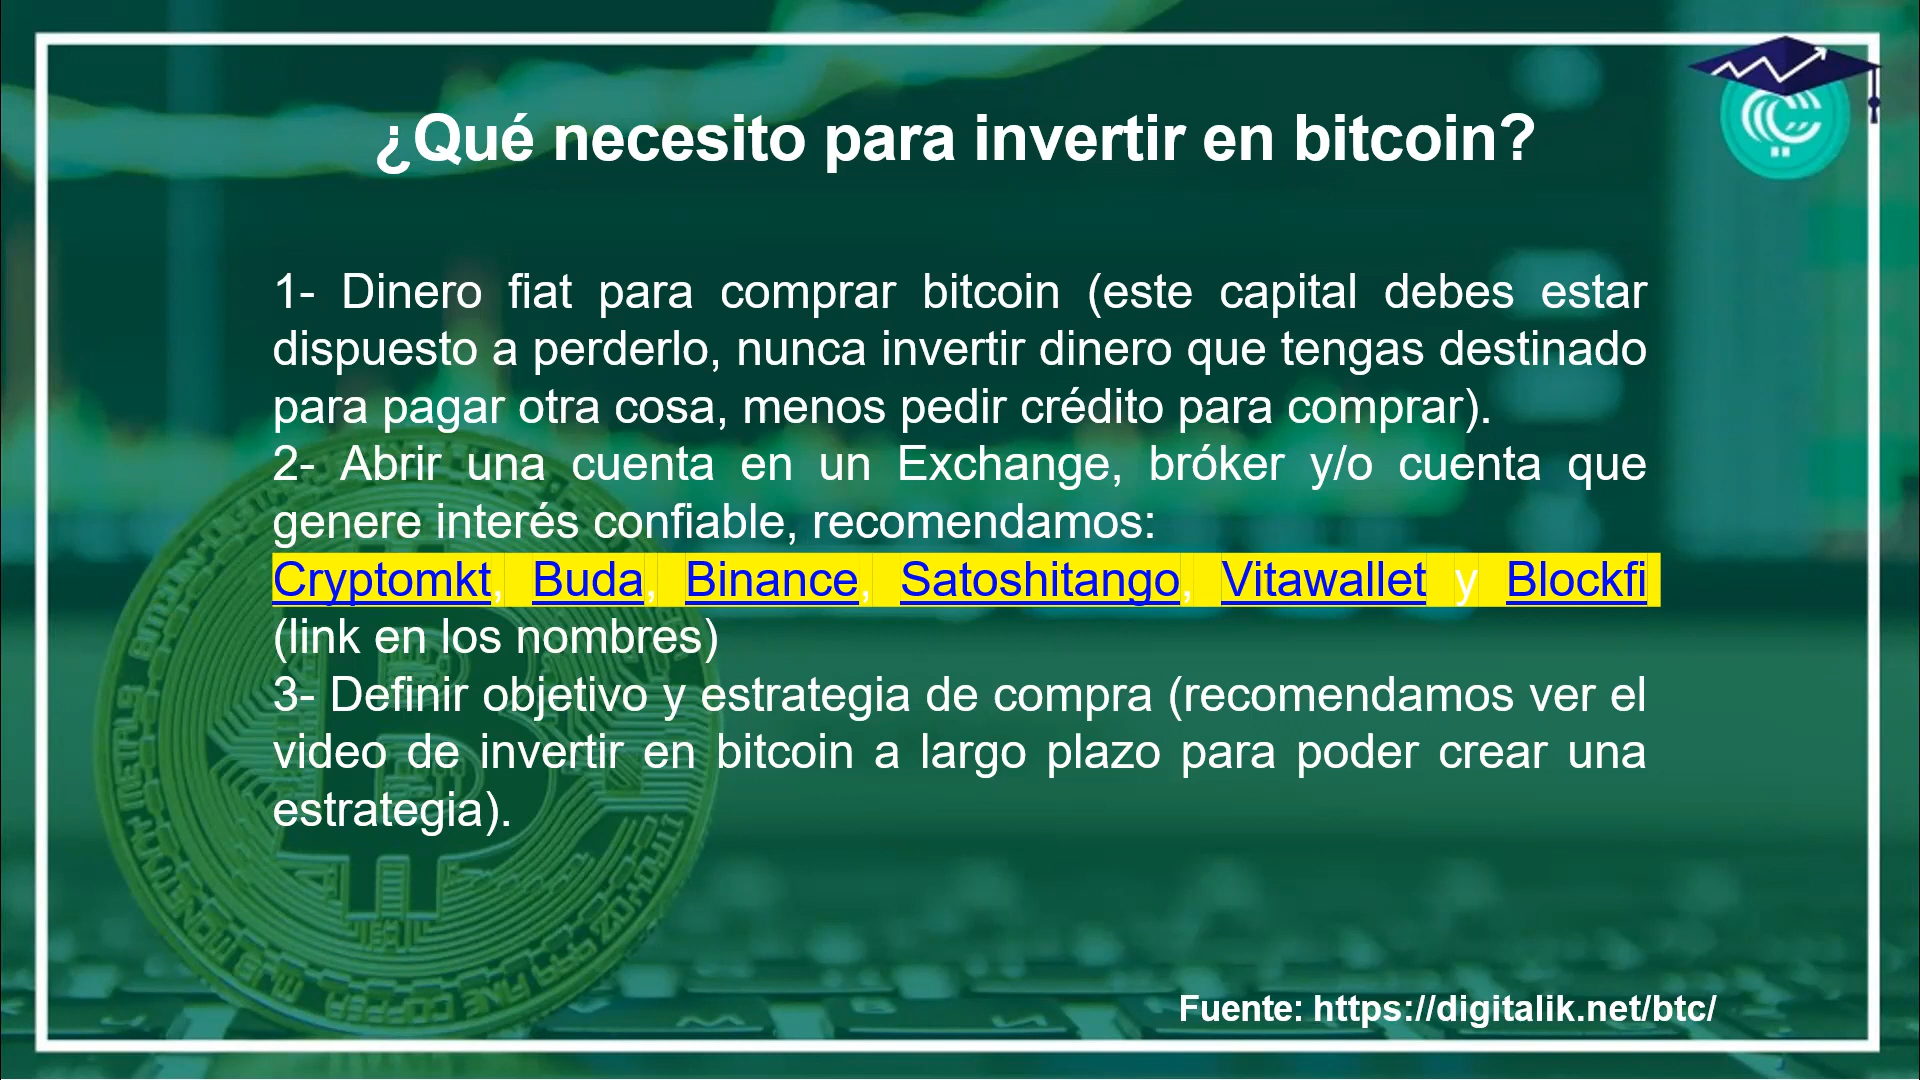 ¿Qué necesito para invertir en bitcoin?
1- Dinero fiat para comprar bitcoin (este capital debes estar
dispuesto a perderlo, nunca invertir dinero que tengas destinado
para pagar otra cosa, menos pedir crédito para comprar).
2- Abrir una cuenta en un Exchange, bróker y/o cuenta que
genere interés confiable, recomendamos:
Cryptomkt, Buda, Binance, Satoshitango, Vitawallet y Blockfi
(link en los nombres)
3- Definir objetivo y estrategia de compra (recomendamos ver el
video de invertir en bitcoin a largo plazo para poder crear una
estrategia).
Fuente: https://digitalik.net/btc/